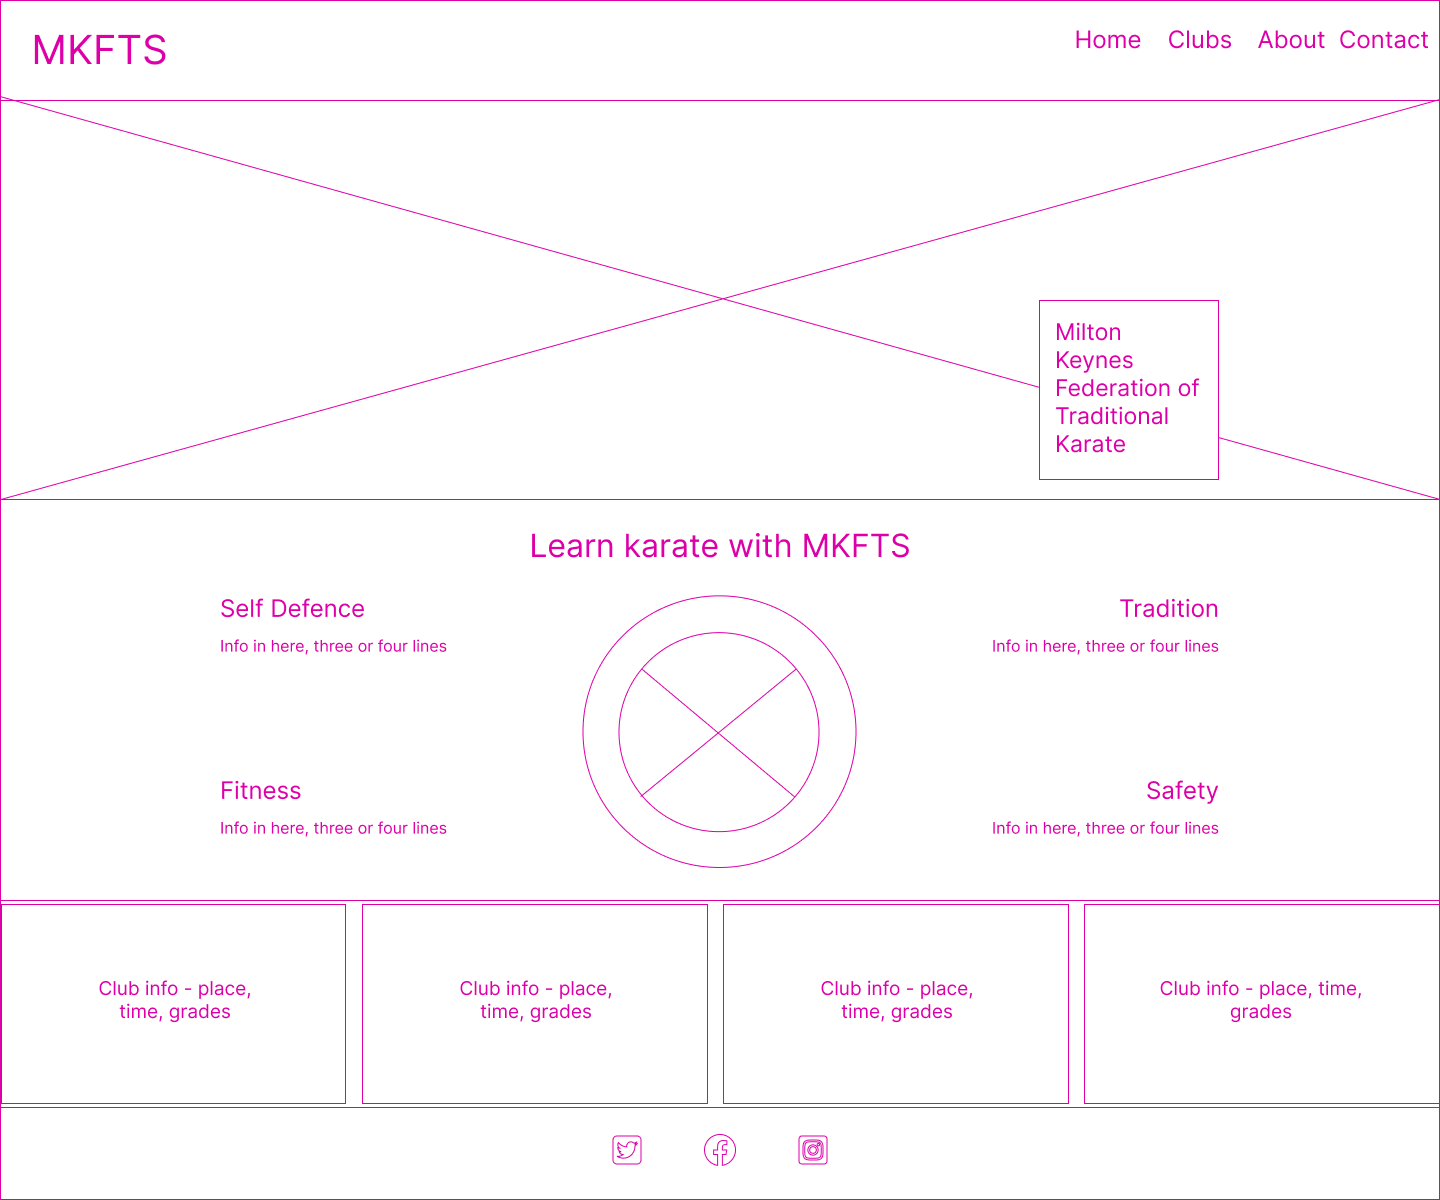 MKFTS
Home Clubs About Contact
Milton
Keynes
Federation of
Traditional
Karate
Learn karate with MKFTS
Self Defence
Info in here, three or four lines
Tradition
Info in here, three or four lines
Fitness
Info in here, three or four lines
Safety
Info in here, three or four lines
Club info - place,
time, grades
Club info - place,
time, grades
Club info - place,
time, grades
Club info - place, time,
grades